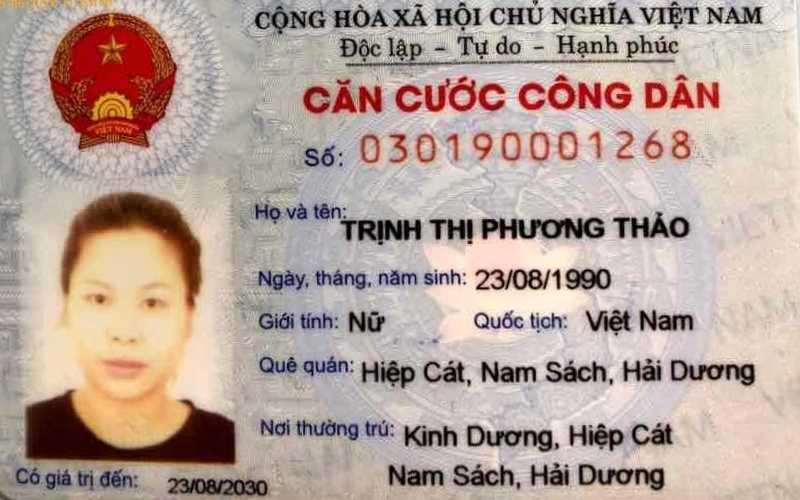 CỘNG HÒA XÃ HỘI CHỦ NGHĨA VIỆT NAM
Độc lập - Tự do - Hạnh phúc
CĂN CƯỚC CÔNG DÂN
Số: 030190001268
Họ và tên: TRỊNH THỊ PHƯƠNG THẢO
Ngày, tháng, năm sinh: 23/08/1990
Giới tính: Nữ Quốc tịch: Việt Nam
Quê quán: Hiệp Cát, Nam Sách, Hải Dương
Nơi thường trú: Kinh Dương, Hiệp Cát
Nam Sách, Hải Dương
Có giá trị đến: 23/08/2030
VIỆT NAM